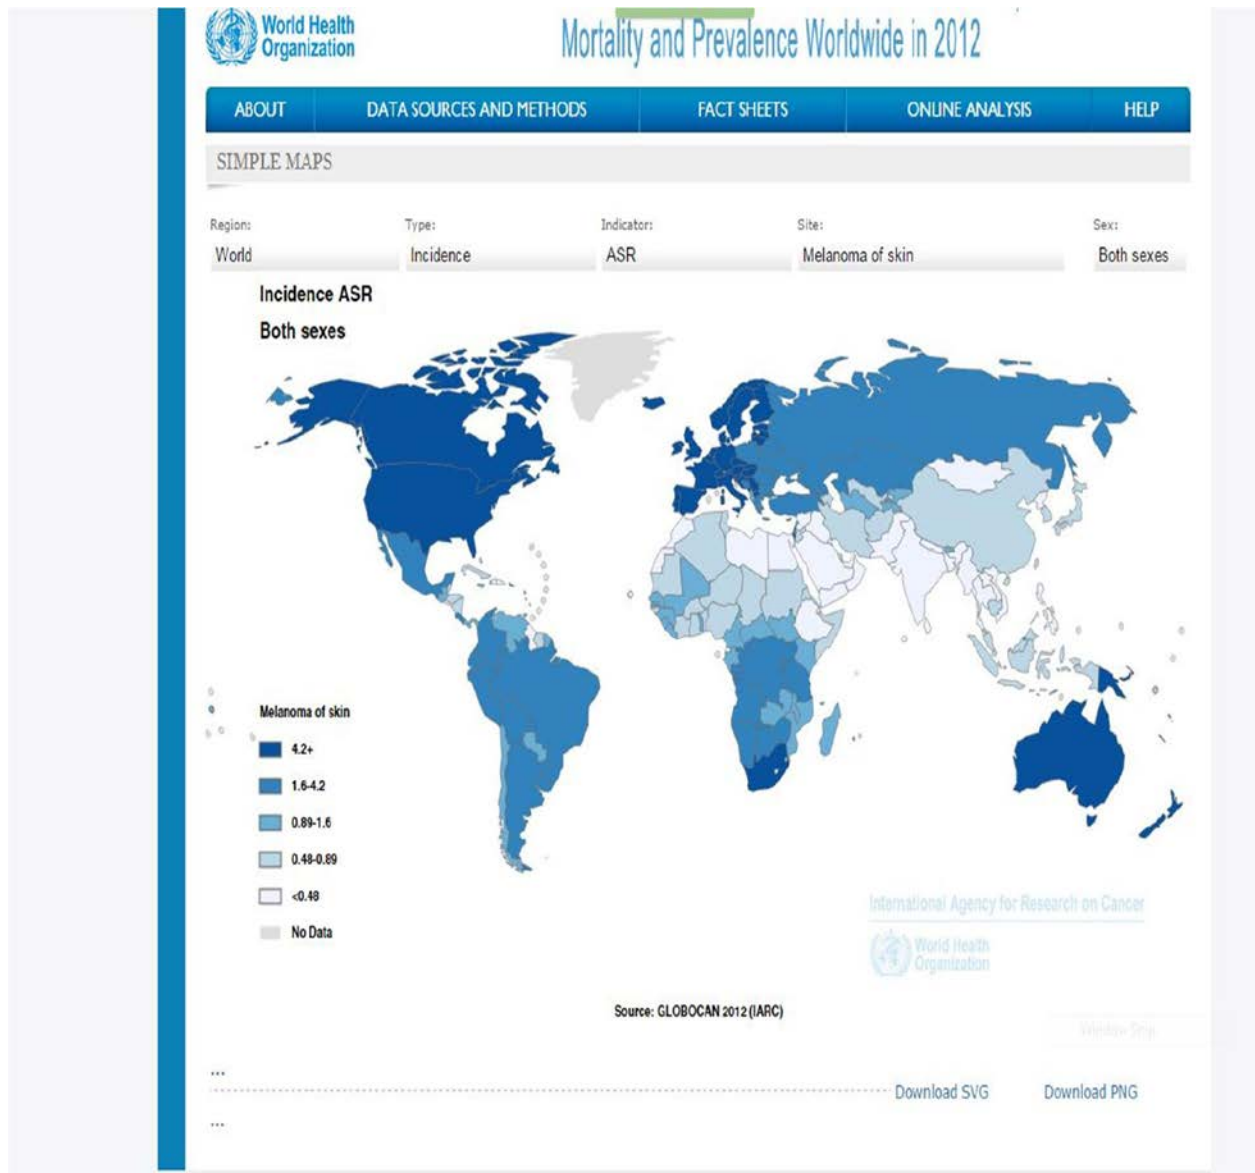 World Health
Organization
Mortality and Prevalence Worldwide in 2012
ABOUT DATA SOURCES AND METHODS FACT SHEETS ONLINE ANALYSIS HELP
SIMPLE MAPS
Region: Type: Indicator: Site: Sex:
World Incidence ASR Melanoma of skin Both sexes
Incidence ASR
Both sexes
Melanoma of skin
4.2+
1.6-4.2
0.89-1.6
0.48-0.89
<0.48
No Data
International Agency for Research on Cancer
World Health
Organization
Source: GLOBOCAN 2012 (IARC)
...
Download SVG Download PNG
...